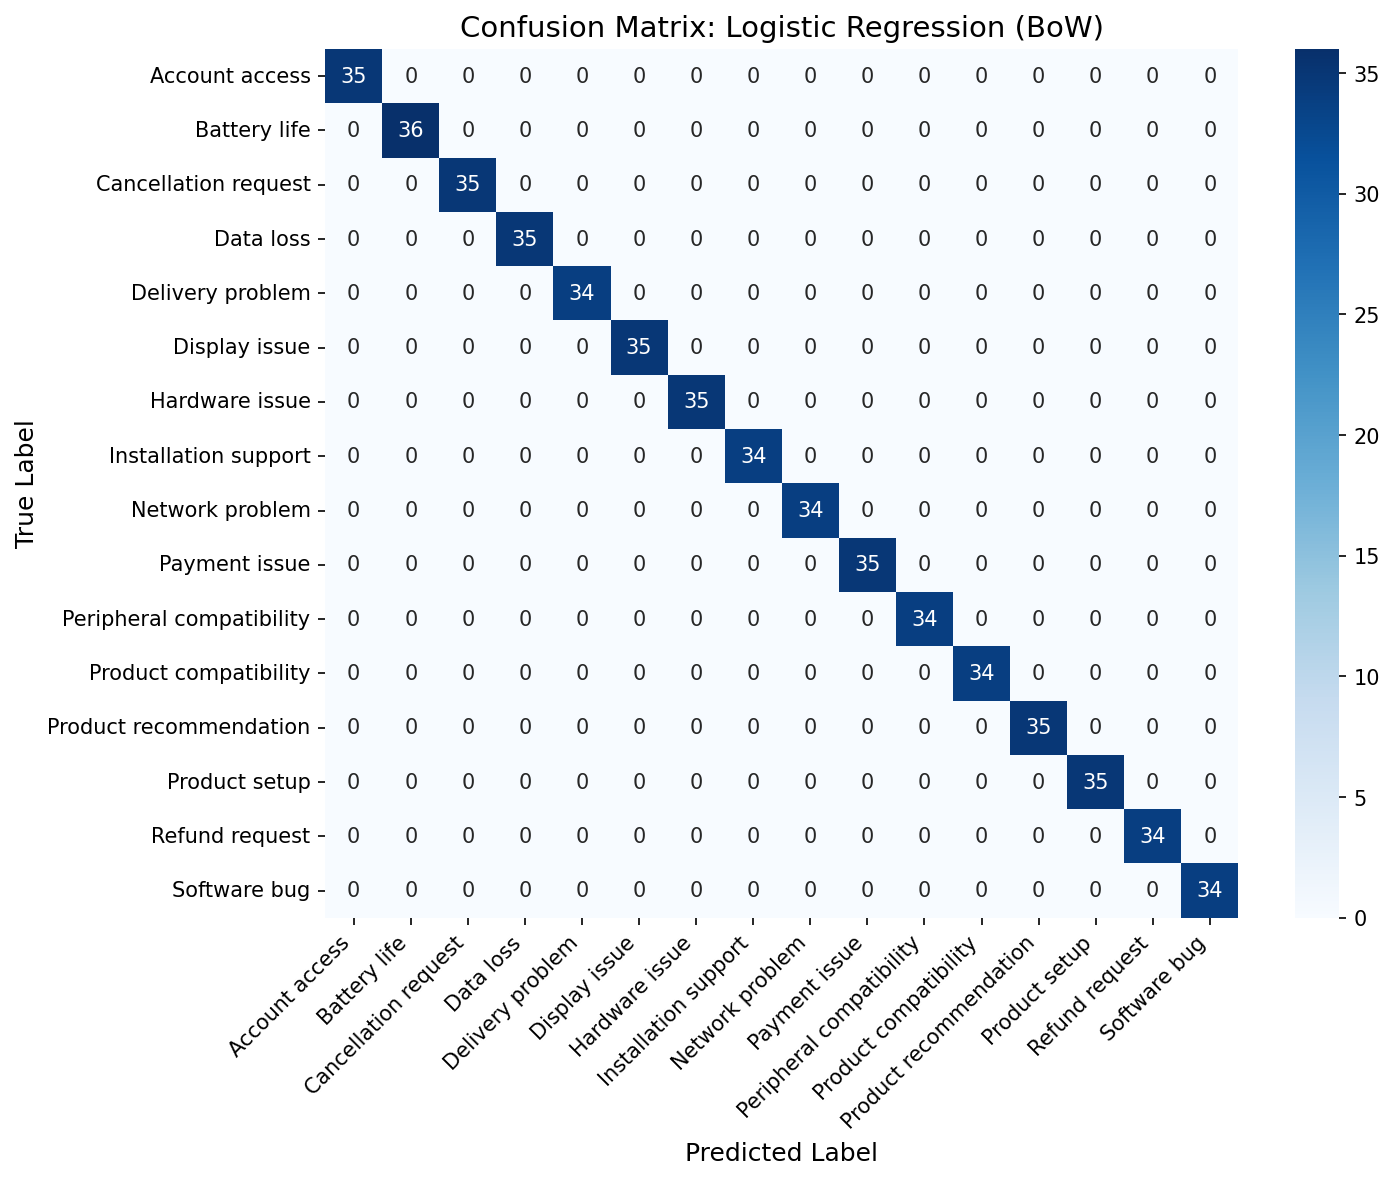 Confusion Matrix: Logistic Regression (BoW)
Account access 35 0 0 0 0 0 0 0 0 0 0 0 0 0 0 0
Battery life 0 36 0 0 0 0 0 0 0 0 0 0 0 0 0 0
Cancellation request 0 0 35 0 0 0 0 0 0 0 0 0 0 0 0 0
Data loss 0 0 0 35 0 0 0 0 0 0 0 0 0 0 0 0
Delivery problem 0 0 0 0 34 0 0 0 0 0 0 0 0 0 0 0
Display issue 0 0 0 0 0 35 0 0 0 0 0 0 0 0 0 0
Hardware issue 0 0 0 0 0 0 35 0 0 0 0 0 0 0 0 0
Installation support 0 0 0 0 0 0 0 34 0 0 0 0 0 0 0 0
Network problem 0 0 0 0 0 0 0 0 34 0 0 0 0 0 0 0
Payment issue 0 0 0 0 0 0 0 0 0 35 0 0 0 0 0 0
Peripheral compatibility 0 0 0 0 0 0 0 0 0 0 34 0 0 0 0 0
Product compatibility 0 0 0 0 0 0 0 0 0 0 0 34 0 0 0 0
Product recommendation 0 0 0 0 0 0 0 0 0 0 0 0 35 0 0 0
Product setup 0 0 0 0 0 0 0 0 0 0 0 0 0 35 0 0
Refund request 0 0 0 0 0 0 0 0 0 0 0 0 0 0 34 0
Software bug 0 0 0 0 0 0 0 0 0 0 0 0 0 0 0 34
True Label
Account access
Battery life
Cancellation request
Data loss
Delivery problem
Display issue
Hardware issue
Installation support
Network problem
Payment issue
Peripheral compatibility
Product compatibility
Product recommendation
Product setup
Refund request
Software bug
Predicted Label
35
30
25
20
15
10
5
0